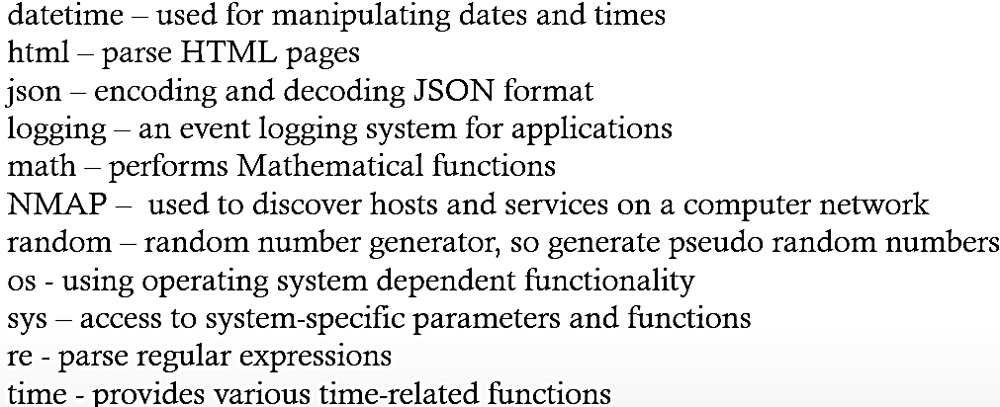 datetime – used for manipulating dates and times
html – parse HTML pages
json – encoding and decoding JSON format
logging – an event logging system for applications
math – performs Mathematical functions
NMAP –  used to discover hosts and services on a computer network
random – random number generator, so generate pseudo random numbers
os - using operating system dependent functionality
sys – access to system-specific parameters and functions
re - parse regular expressions
time - provides various time-related functions